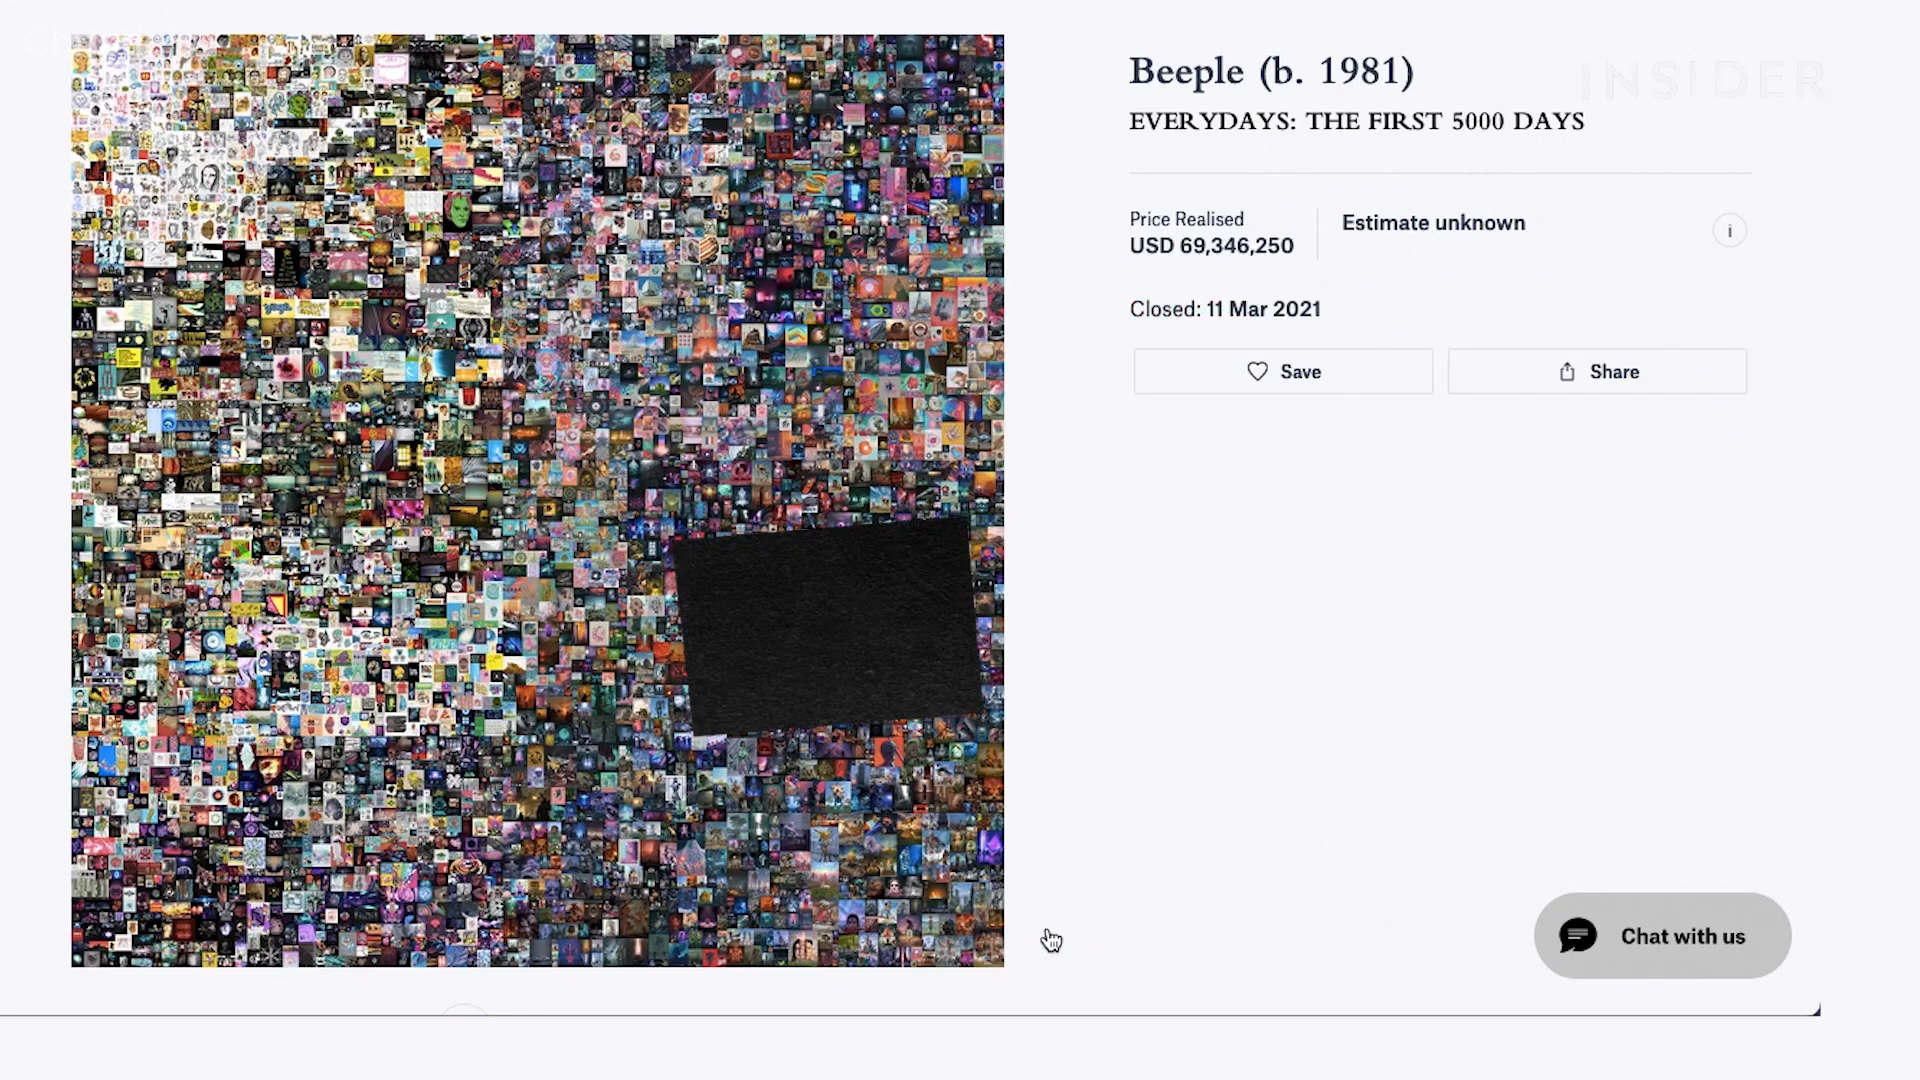 INSIDER
Beeple (b. 1981)
EVERYDAYS: THE FIRST 5000 DAYS
Price Realised
USD 69,346,250
Estimate unknown
i
Closed: 11 Mar 2021
Save
Share
Chat with us